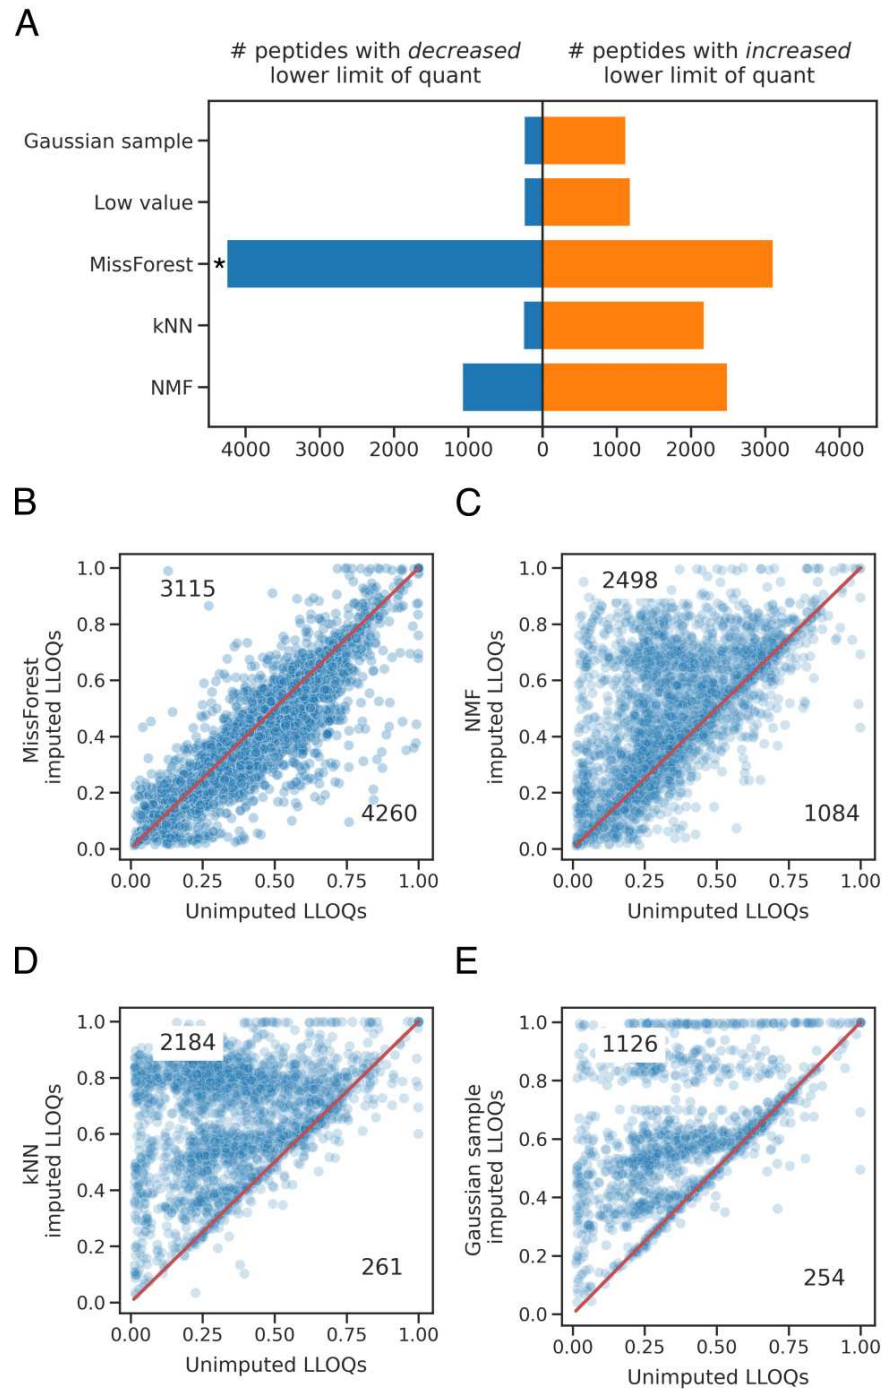 A
# peptides with decreased
lower limit of quant
# peptides with increased
lower limit of quant
Gaussian sample
Low value
MissForest
*
kNN
NMF
4000 3000 2000 1000 0 1000 2000 3000 4000
B
3115
4260
1.0
0.8
0.6
0.4
0.2
0.0
MissForest
imputed LLOQs
0.00 0.25 0.50 0.75 1.00
Unimputed LLOQs
C
2498
1084
1.0
0.8
0.6
0.4
0.2
0.0
NMF
imputed LLOQs
0.00 0.25 0.50 0.75 1.00
Unimputed LLOQs
D
2184
261
1.0
0.8
0.6
0.4
0.2
0.0
kNN
imputed LLOQs
0.00 0.25 0.50 0.75 1.00
Unimputed LLOQs
E
1126
254
1.0
0.8
0.6
0.4
0.2
0.0
Gaussian sample
imputed LLOQs
0.00 0.25 0.50 0.75 1.00
Unimputed LLOQs